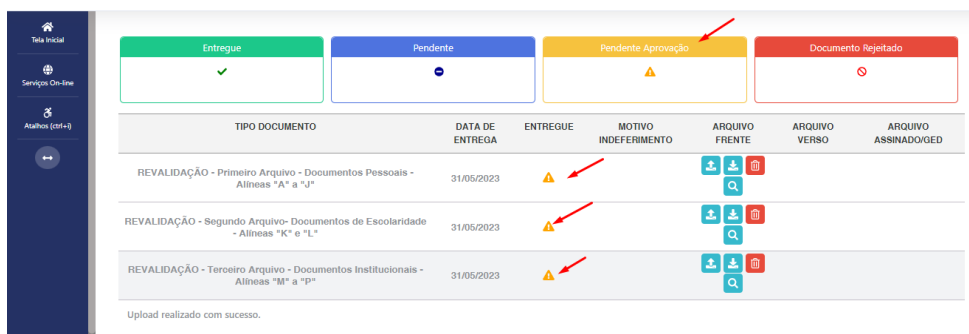 Tela Inicial
Serviços On-line
Atalhos (ctrl+i)
Entregue
Pendente
Pendente Aprovação
Documento Rejeitado
TIPO DOCUMENTO
DATA DE
ENTREGA
ENTREGUE
MOTIVO
INDEFERIMENTO
ARQUIVO
FRENTE
ARQUIVO
VERSO
ARQUIVO
ASSINADO/GED
REVALIDAÇÃO - Primeiro Arquivo - Documentos Pessoais -
Alíneas "A" a "J"
31/05/2023
REVALIDAÇÃO - Segundo Arquivo- Documentos de Escolaridade
- Alíneas "K" e "L"
31/05/2023
REVALIDAÇÃO - Terceiro Arquivo - Documentos Institucionais -
Alíneas "M" a "P"
31/05/2023
Upload realizado com sucesso.